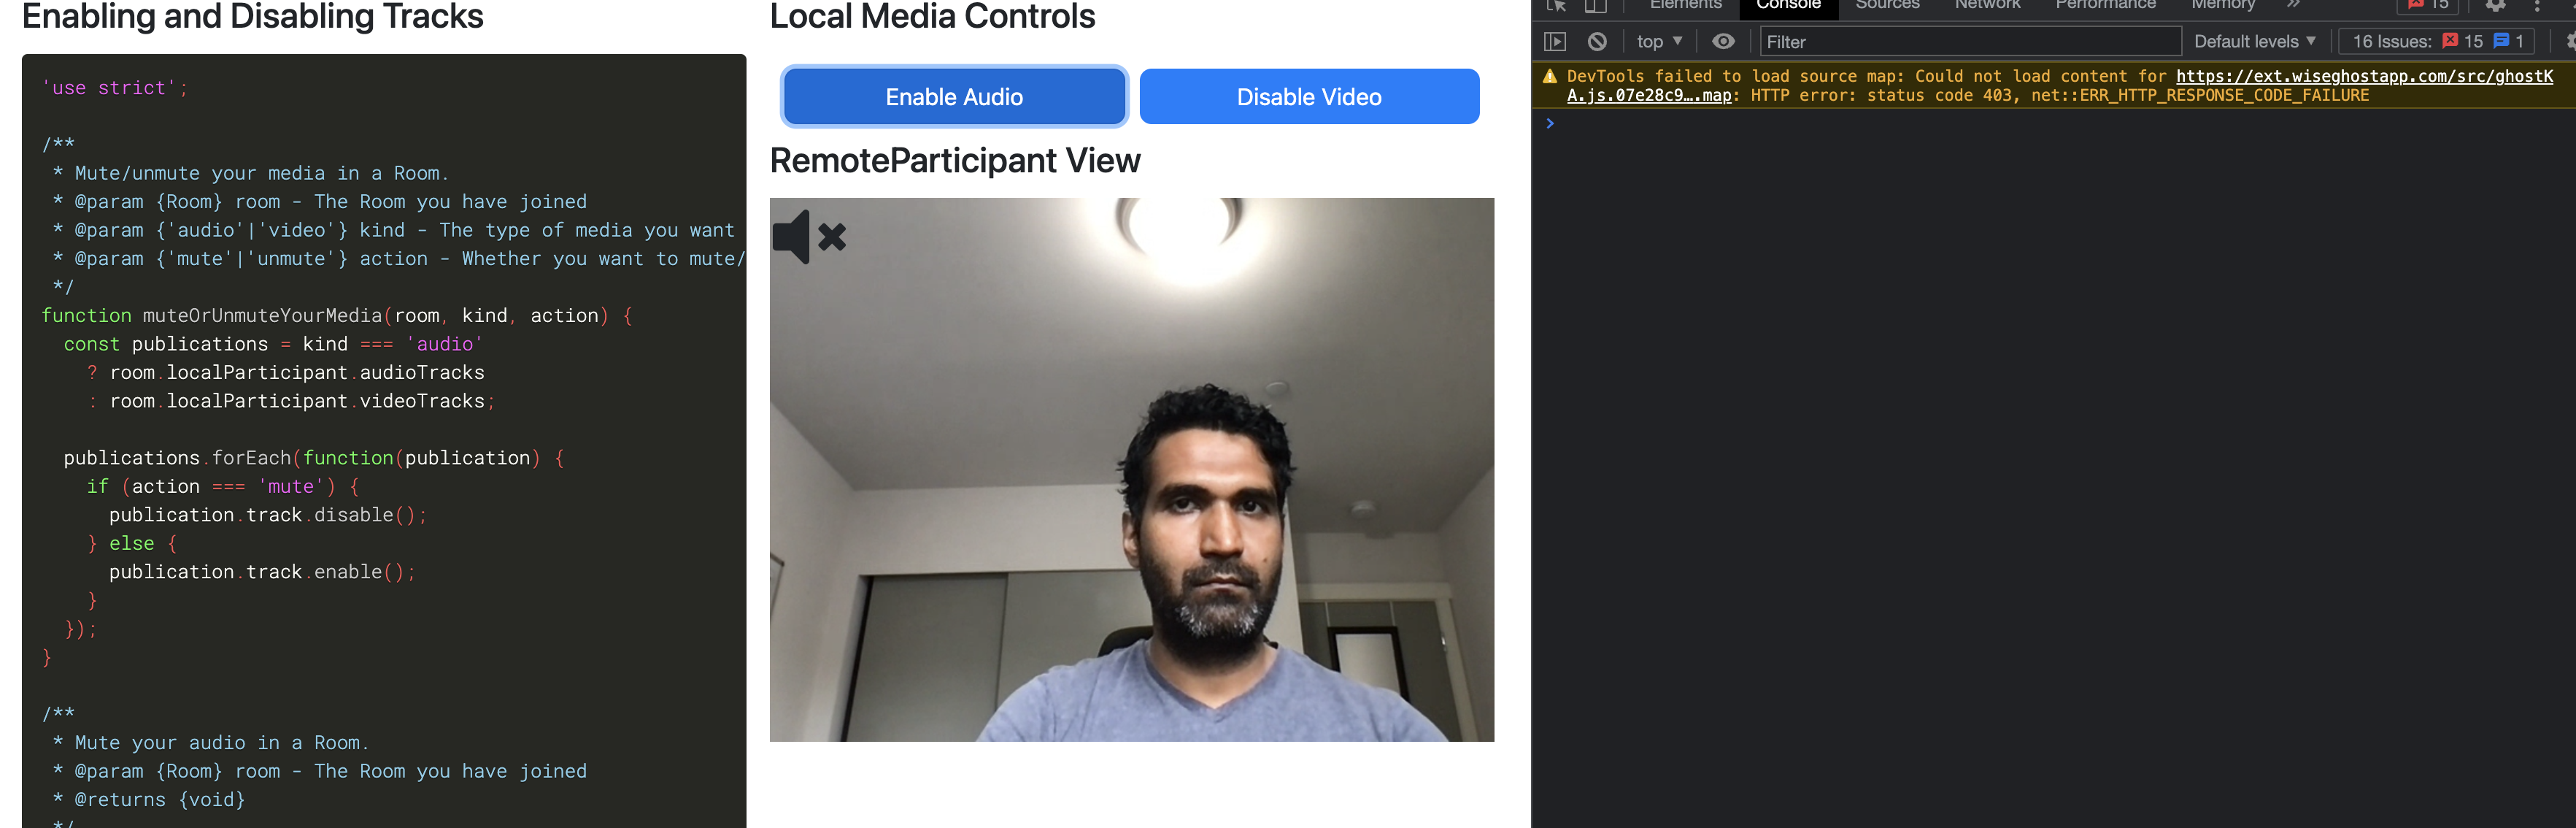 Enabling and Disabling Tracks
'use strict';
/**
* Mute/unmute your media in a Room.
* @param {Room} room - The Room you have joined
* @param {'audio'|'video'} kind - The type of media you want
* @param {'mute'|'unmute'} action - Whether you want to mute/
*/
function muteOrUnmuteYourMedia(room, kind, action) {
const publications = kind === 'audio'
? room.localParticipant.audioTracks
: room.localParticipant.videoTracks;
publications.forEach(function(publication) {
if (action === 'mute') {
publication.track.disable();
} else {
publication.track.enable();
}
});
}
/**
* Mute your audio in a Room.
* @param {Room} room - The Room you have joined
* @returns {void}
*/
Local Media Controls
Enable Audio Disable Video
RemoteParticipant View
Elements Console Sources Network Performance Memory » 15
top Filter Default levels 16 Issues: 15 1
DevTools failed to load source map: Could not load content for https://ext.wiseghostapp.com/src/ghostK
A.js.07e28c9….map: HTTP error: status code 403, net::ERR_HTTP_RESPONSE_CODE_FAILURE